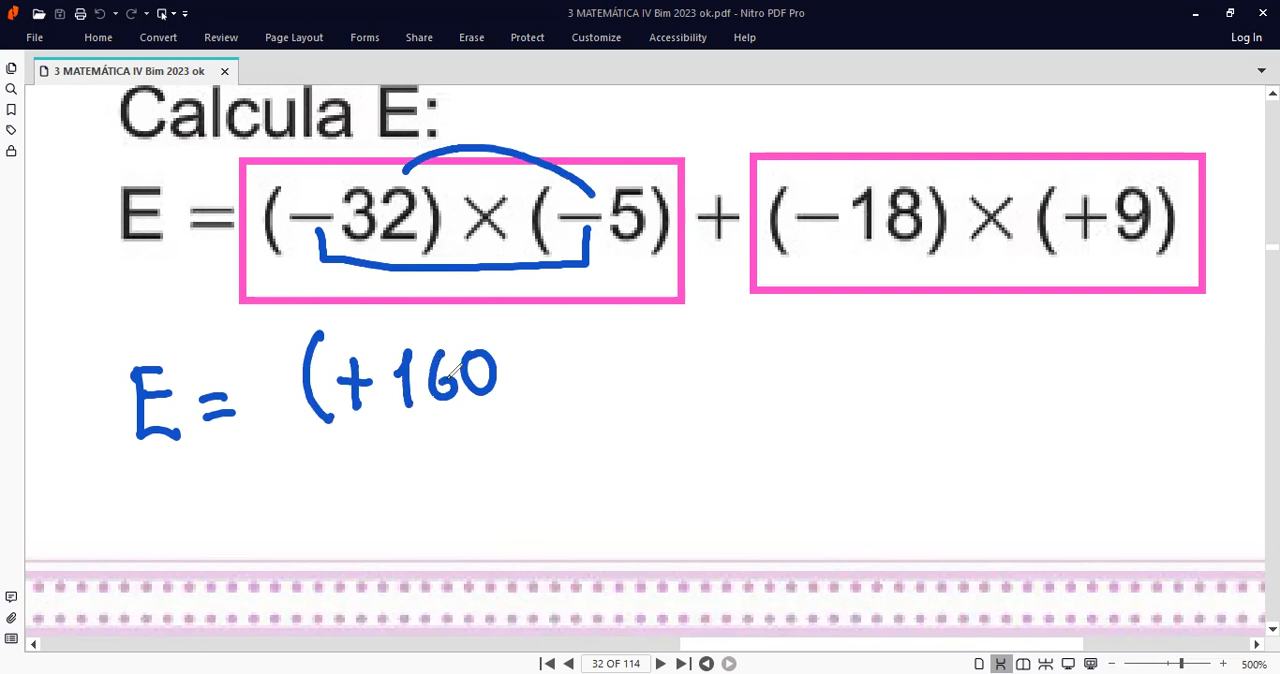 3 MATEMÁTICA IV Bim 2023 ok.pdf - Nitro PDF Pro
File Home Convert Review Page Layout Forms Share Erase Protect Customize Accessibility Help Log In
3 MATEMÁTICA IV Bim 2023 ok
Calcula E:
E = (−32) × (−5) + (−18) × (+9)
E = (+160
32 OF 114
500%